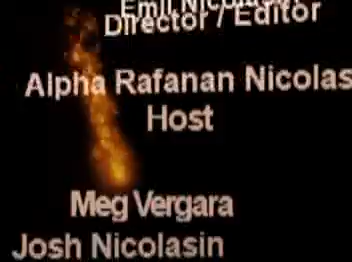 Director / Editor
Alpha Rafanan Nicolas
Host
Meg Vergara
Josh Nicolasin